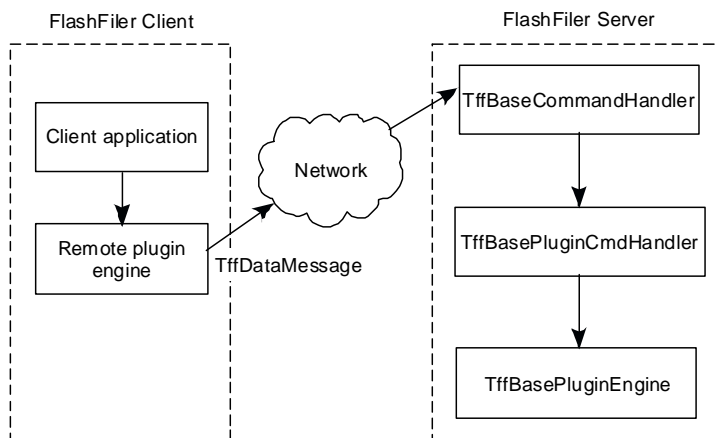 FlashFiler Client
FlashFiler Server
Client application
Remote plugin
engine
Network
TffDataMessage
TffBaseCommandHandler
TffBasePluginCmdHandler
TffBasePluginEngine